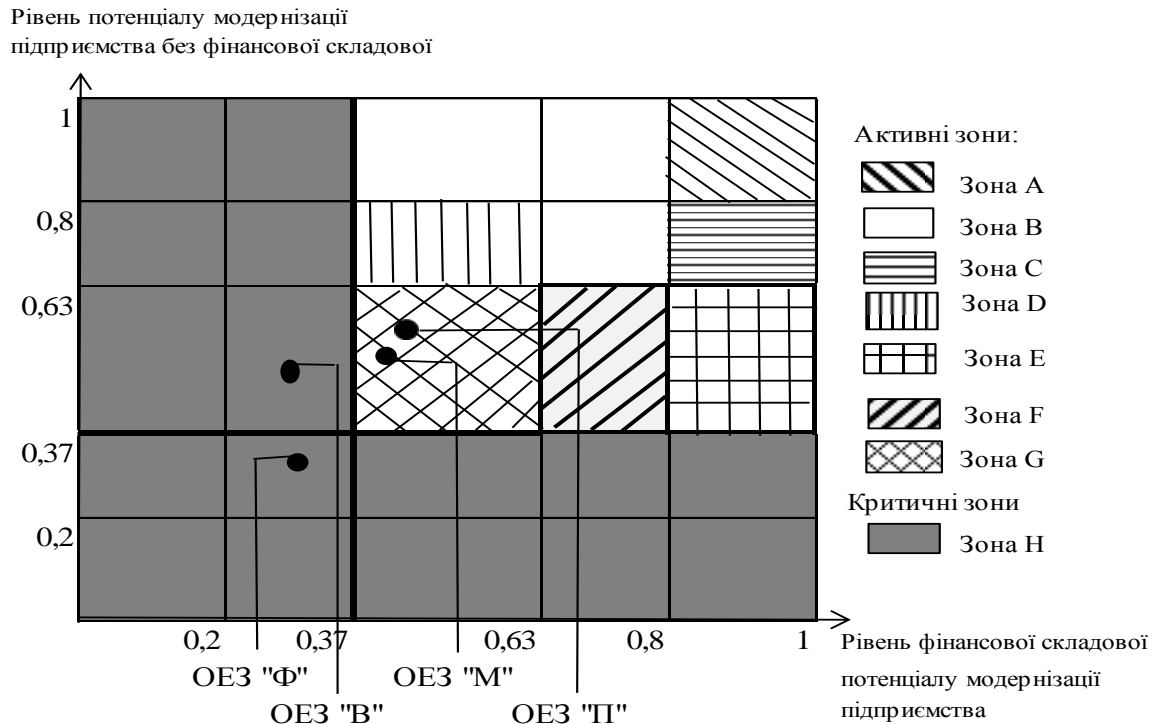 Рівень потенціалу модернізації
підприємства без фінансової складової
1
0,8
0,63
0,37
0,2
0,2
0,37
0,63
0,8
1
ОЕЗ "Ф"
ОЕЗ "М"
ОЕЗ "В"
ОЕЗ "П"
Рівень фінансової складової
потенціалу модернізації
підприємства
Активні зони:
Зона А
Зона В
Зона С
Зона D
Зона Е
Зона F
Зона G
Критичні зони
Зона Н